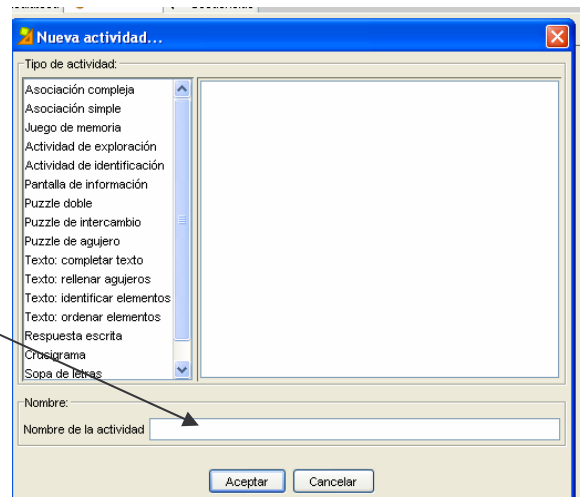 Nueva actividad...
Tipo de actividad:
Asociación compleja
Asociación simple
Juego de memoria
Actividad de exploración
Actividad de identificación
Pantalla de información
Puzzle doble
Puzzle de intercambio
Puzzle de agujero
Texto: completar texto
Texto: rellenar agujeros
Texto: identificar elementos
Texto: ordenar elementos
Respuesta escrita
Crucigrama
Sopa de letras
Nombre:
Nombre de la actividad
Aceptar
Cancelar